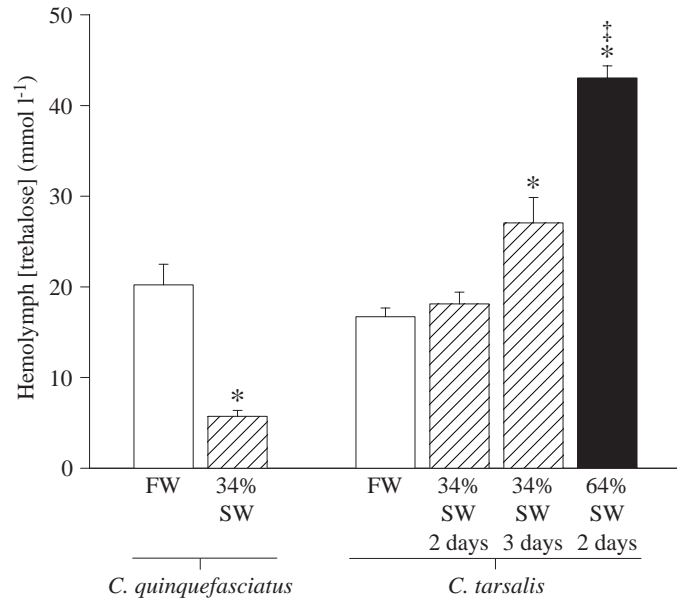 Hemolymph [trehalose] (mmol l-1)
50
40
30
20
10
0
*
*
‡
‡
*
FW
34%
SW
FW
34%
SW
2 days
34%
SW
3 days
64%
SW
2 days
C. quinquefasciatus
C. tarsalis